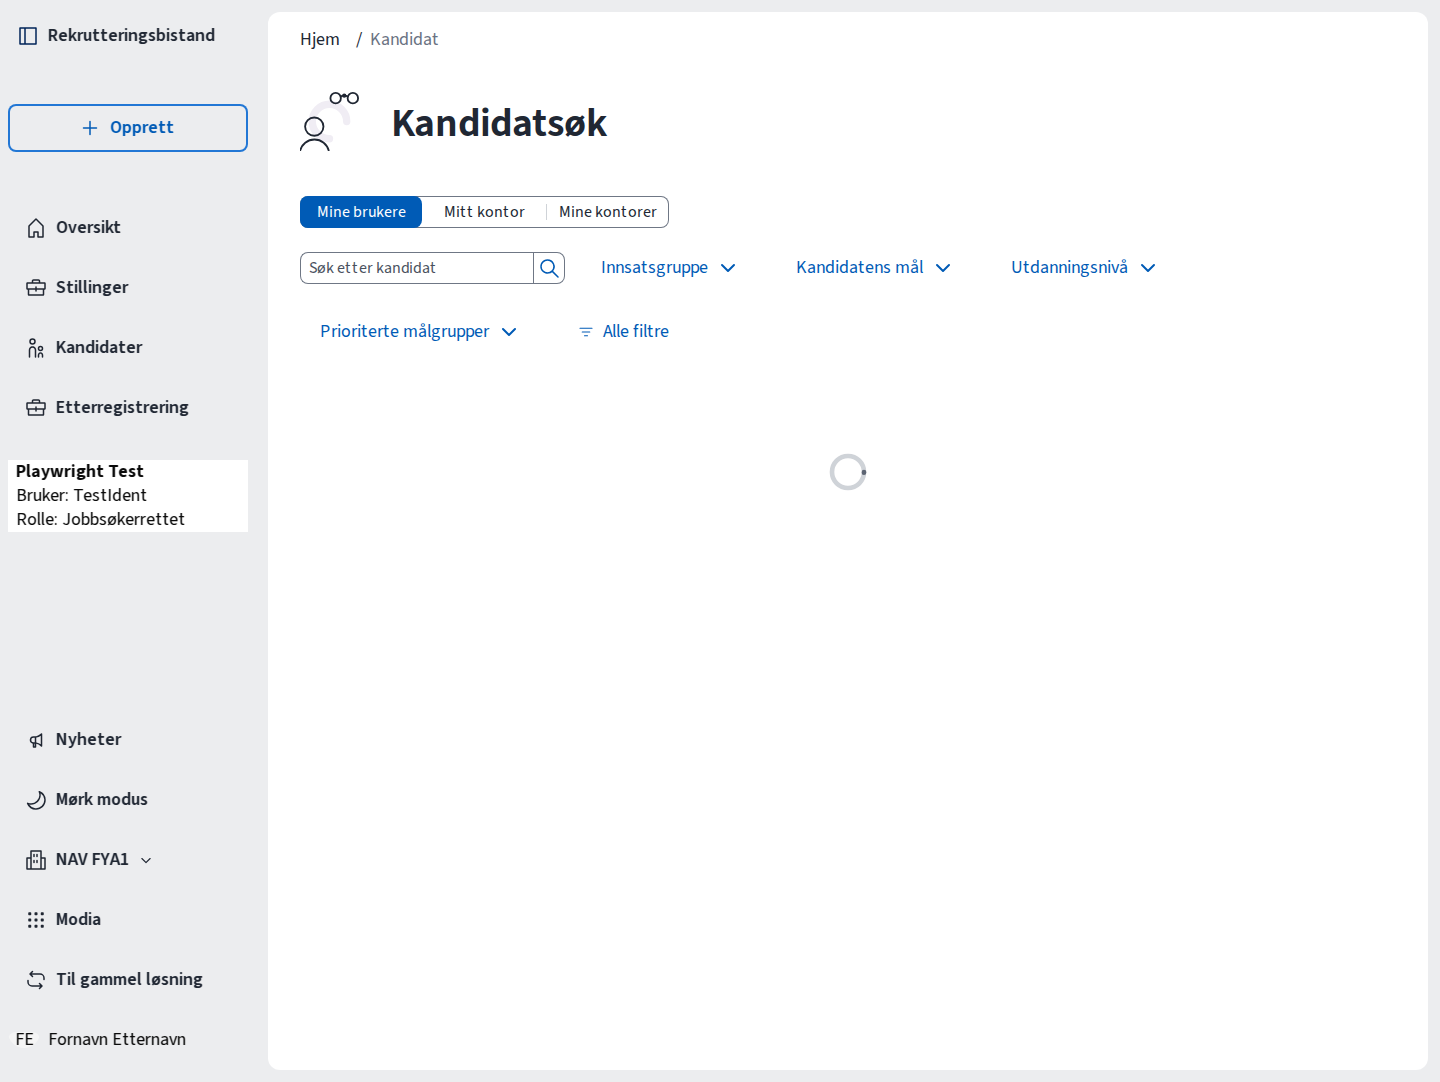 Rekrutteringsbistand
Opprett
Oversikt
Stillinger
Kandidater
Etterregistrering
Playwright Test
Bruker: TestIdent
Rolle: Jobbsøkerrettet
Nyheter
Mørk modus
NAV FYA1
Modia
Til gammel løsning
FE Fornavn Etternavn
Hjem / Kandidat
Kandidatsøk
Mine brukere Mitt kontor Mine kontorer
Søk etter kandidat Innsatsgruppe Kandidatens mål Utdanningsnivå
Prioriterte målgrupper Alle filtre